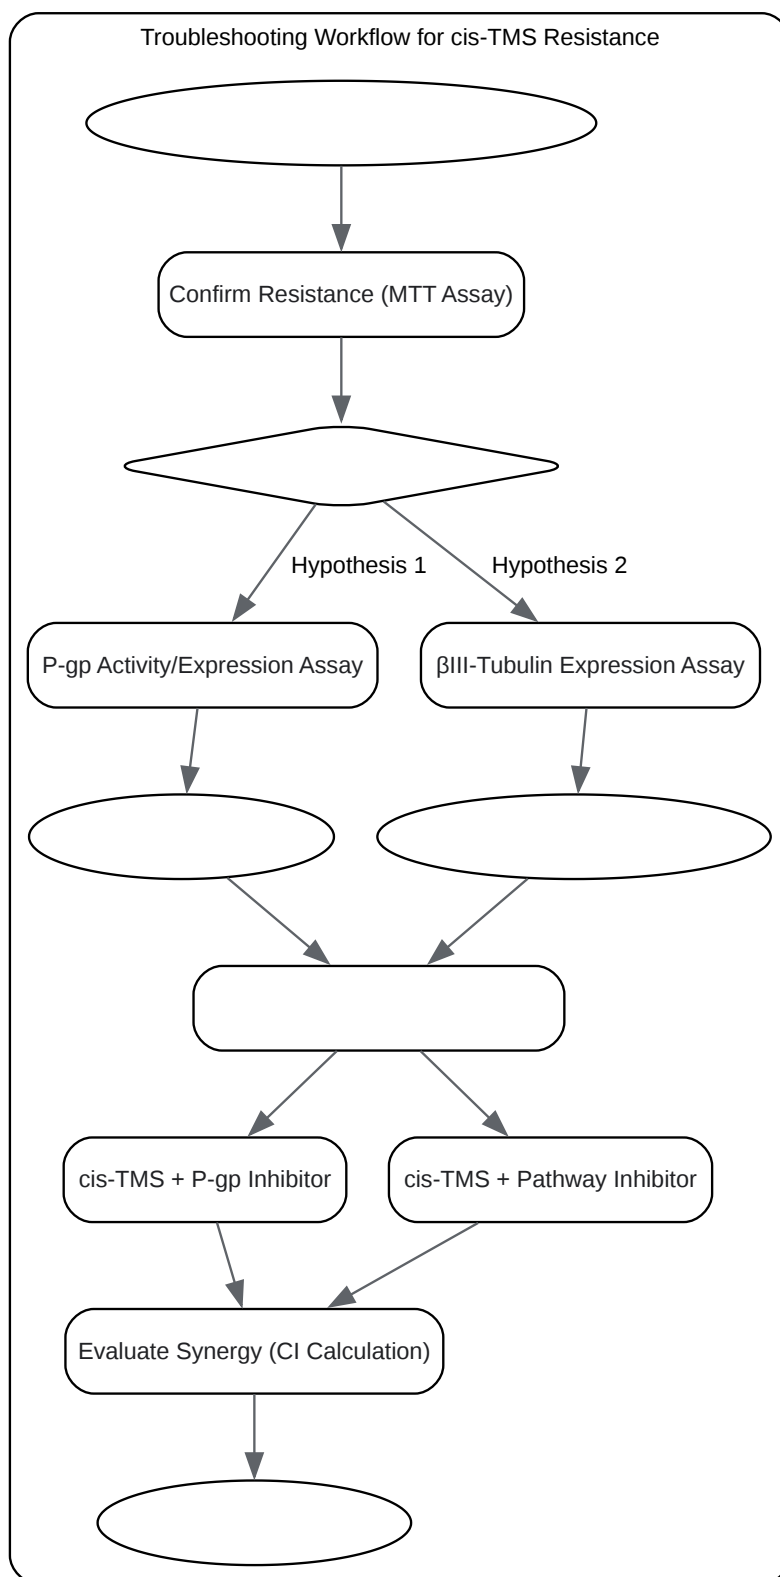 Troubleshooting Workflow for cis-TMS Resistance
Confirm Resistance (MTT Assay)
Hypothesis 1
Hypothesis 2
P-gp Activity/Expression Assay
βIII-Tubulin Expression Assay
cis-TMS + P-gp Inhibitor
cis-TMS + Pathway Inhibitor
Evaluate Synergy (CI Calculation)